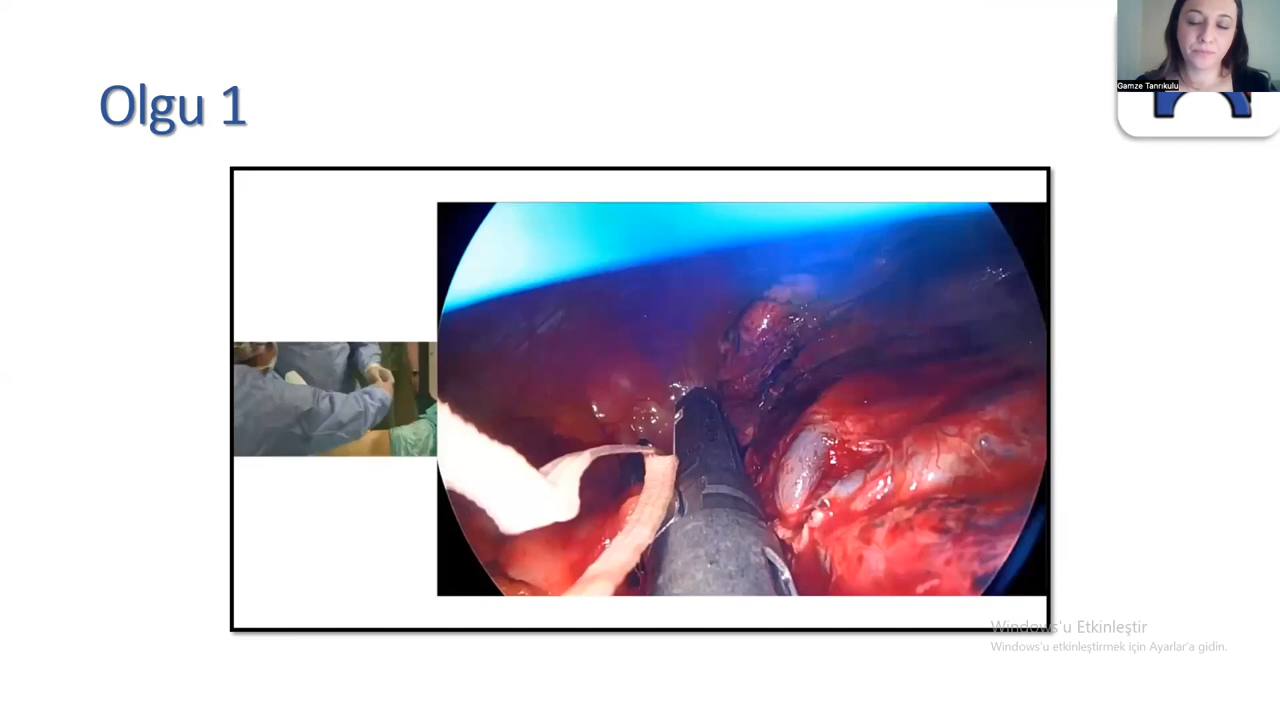 Olgu 1
Gamze Tanrıkulu
Windows'u Etkinleştir
Windows'u etkinleştirmek için Ayarlar'a gidin.